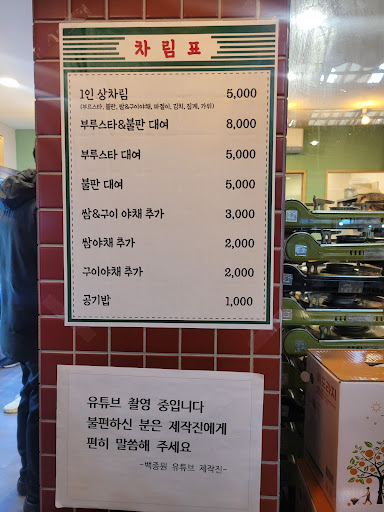 차림표
1인 상차림 5,000
(부르스타, 불판, 쌈&구이야채, 파절이, 김치, 집게, 가위)
부루스타&불판 대여 8,000
부루스타 대여 5,000
불판 대여 5,000
쌈&구이 야채 추가 3,000
쌈야채 추가 2,000
구이야채 추가 2,000
공기밥 1,000
유튜브 촬영 중입니다
불편하신 분은 제작진에게
편히 말씀해 주세요
-백종원 유튜브 제작진-